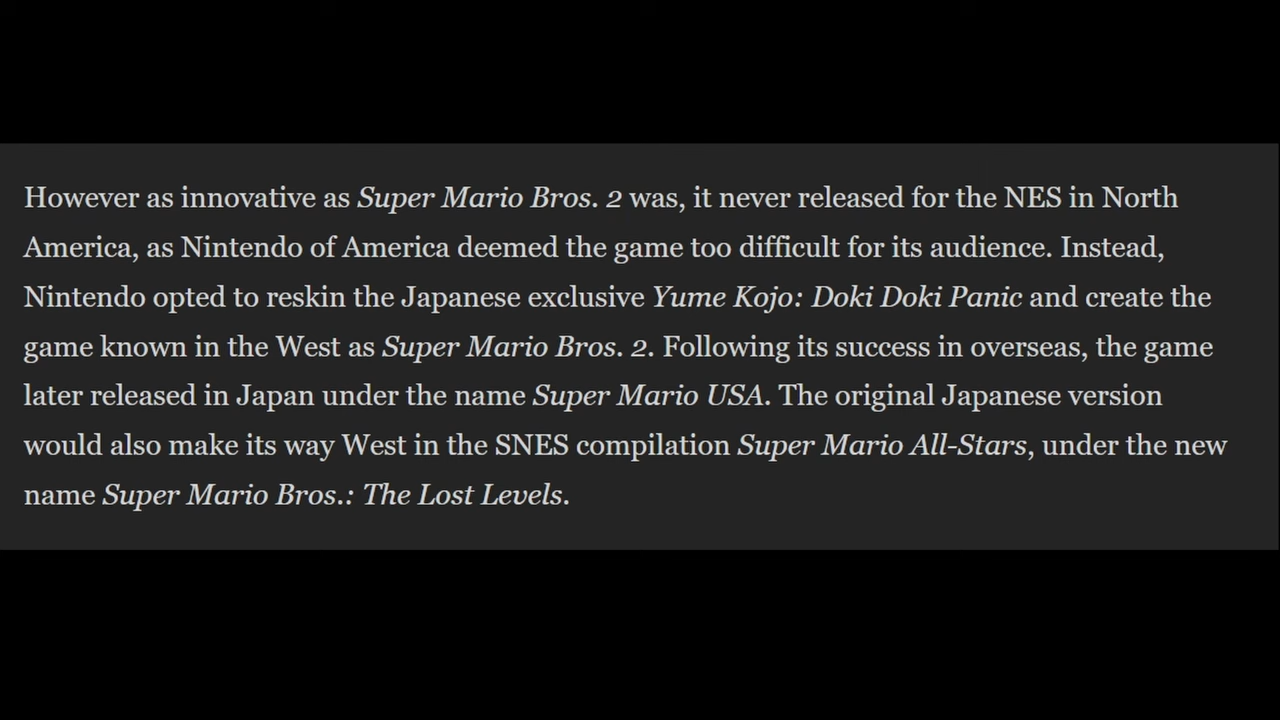 However as innovative as Super Mario Bros. 2 was, it never released for the NES in North
America, as Nintendo of America deemed the game too difficult for its audience. Instead,
Nintendo opted to reskin the Japanese exclusive Yume Kojo: Doki Doki Panic and create the
game known in the West as Super Mario Bros. 2. Following its success in overseas, the game
later released in Japan under the name Super Mario USA. The original Japanese version
would also make its way West in the SNES compilation Super Mario All-Stars, under the new
name Super Mario Bros.: The Lost Levels.